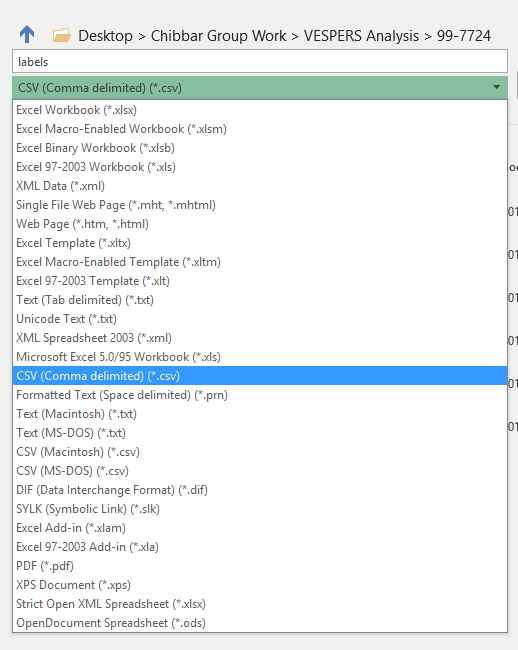 Desktop > Chibbar Group Work > VESPERS Analysis > 99-7724
labels
CSV (Comma delimited) (*.csv)
Excel Workbook (*.xlsx)
Excel Macro-Enabled Workbook (*.xlsm)
Excel Binary Workbook (*.xlsb)
Excel 97-2003 Workbook (*.xls)
XML Data (*.xml)
Single File Web Page (*.mht, *.mhtml)
Web Page (*.htm, *.html)
Excel Template (*.xltx)
Excel Macro-Enabled Template (*.xltm)
Excel 97-2003 Template (*.xlt)
Text (Tab delimited) (*.txt)
Unicode Text (*.txt)
XML Spreadsheet 2003 (*.xml)
Microsoft Excel 5.0/95 Workbook (*.xls)
CSV (Comma delimited) (*.csv)
Formatted Text (Space delimited) (*.prn)
Text (Macintosh) (*.txt)
Text (MS-DOS) (*.txt)
CSV (Macintosh) (*.csv)
CSV (MS-DOS) (*.csv)
DIF (Data Interchange Format) (*.dif)
SYLK (Symbolic Link) (*.slk)
Excel Add-in (*.xlam)
Excel 97-2003 Add-in (*.xla)
PDF (*.pdf)
XPS Document (*.xps)
Strict Open XML Spreadsheet (*.xlsx)
OpenDocument Spreadsheet (*.ods)